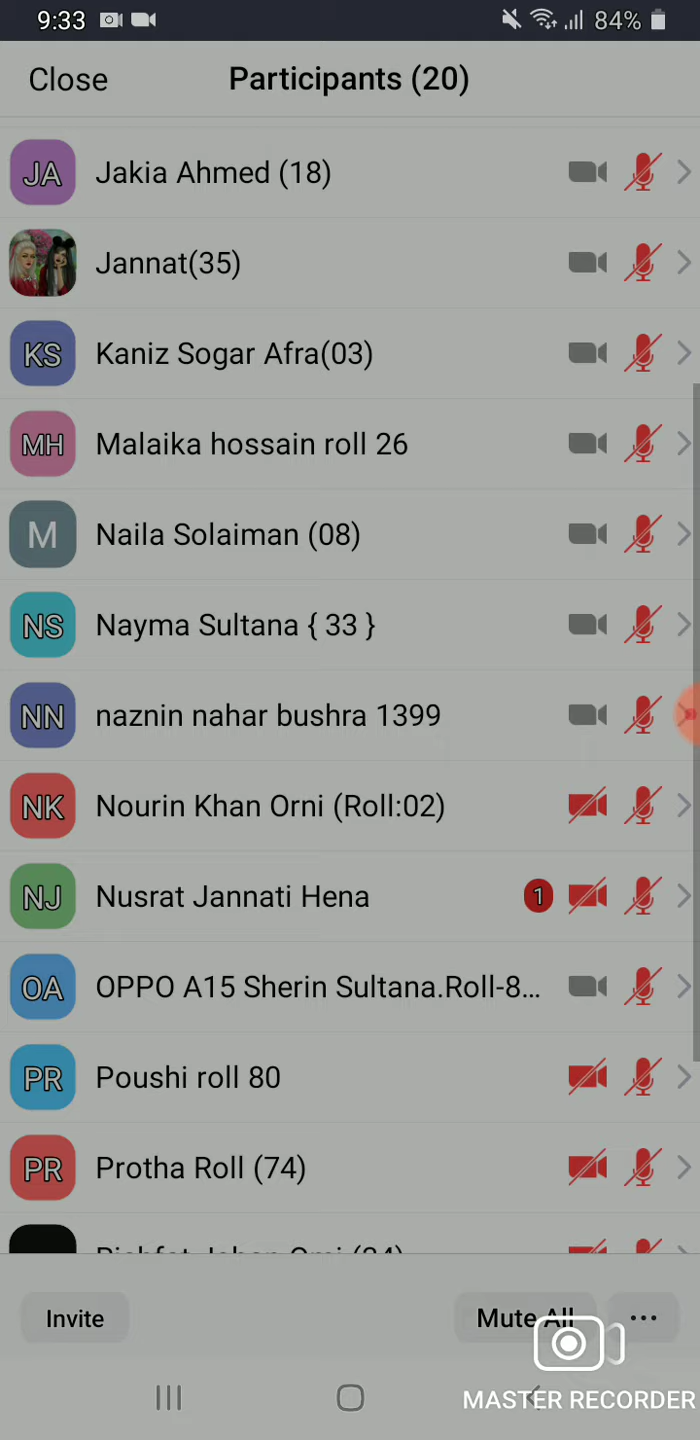 9:33 84%
Close Participants (20)
JA Jakia Ahmed (18)
Jannat(35)
KS Kaniz Sogar Afra(03)
MH Malaika hossain roll 26
M Naila Solaiman (08)
NS Nayma Sultana { 33 }
NN naznin nahar bushra 1399
NK Nourin Khan Orni (Roll:02)
NJ Nusrat Jannati Hena 1
OA OPPO A15 Sherin Sultana.Roll-8...
PR Poushi roll 80
PR Protha Roll (74)
Invite Mute All ...
MASTER RECORDER